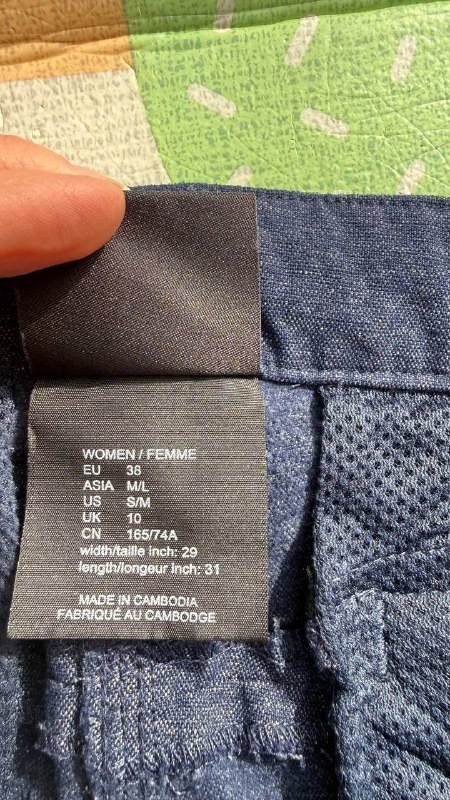 WOMEN / FEMME
EU 38
ASIA M/L
US S/M
UK 10
CN 165/74A
width/taille inch: 29
length/longeur inch: 31
MADE IN CAMBODIA
FABRIQUÉ AU CAMBODGE